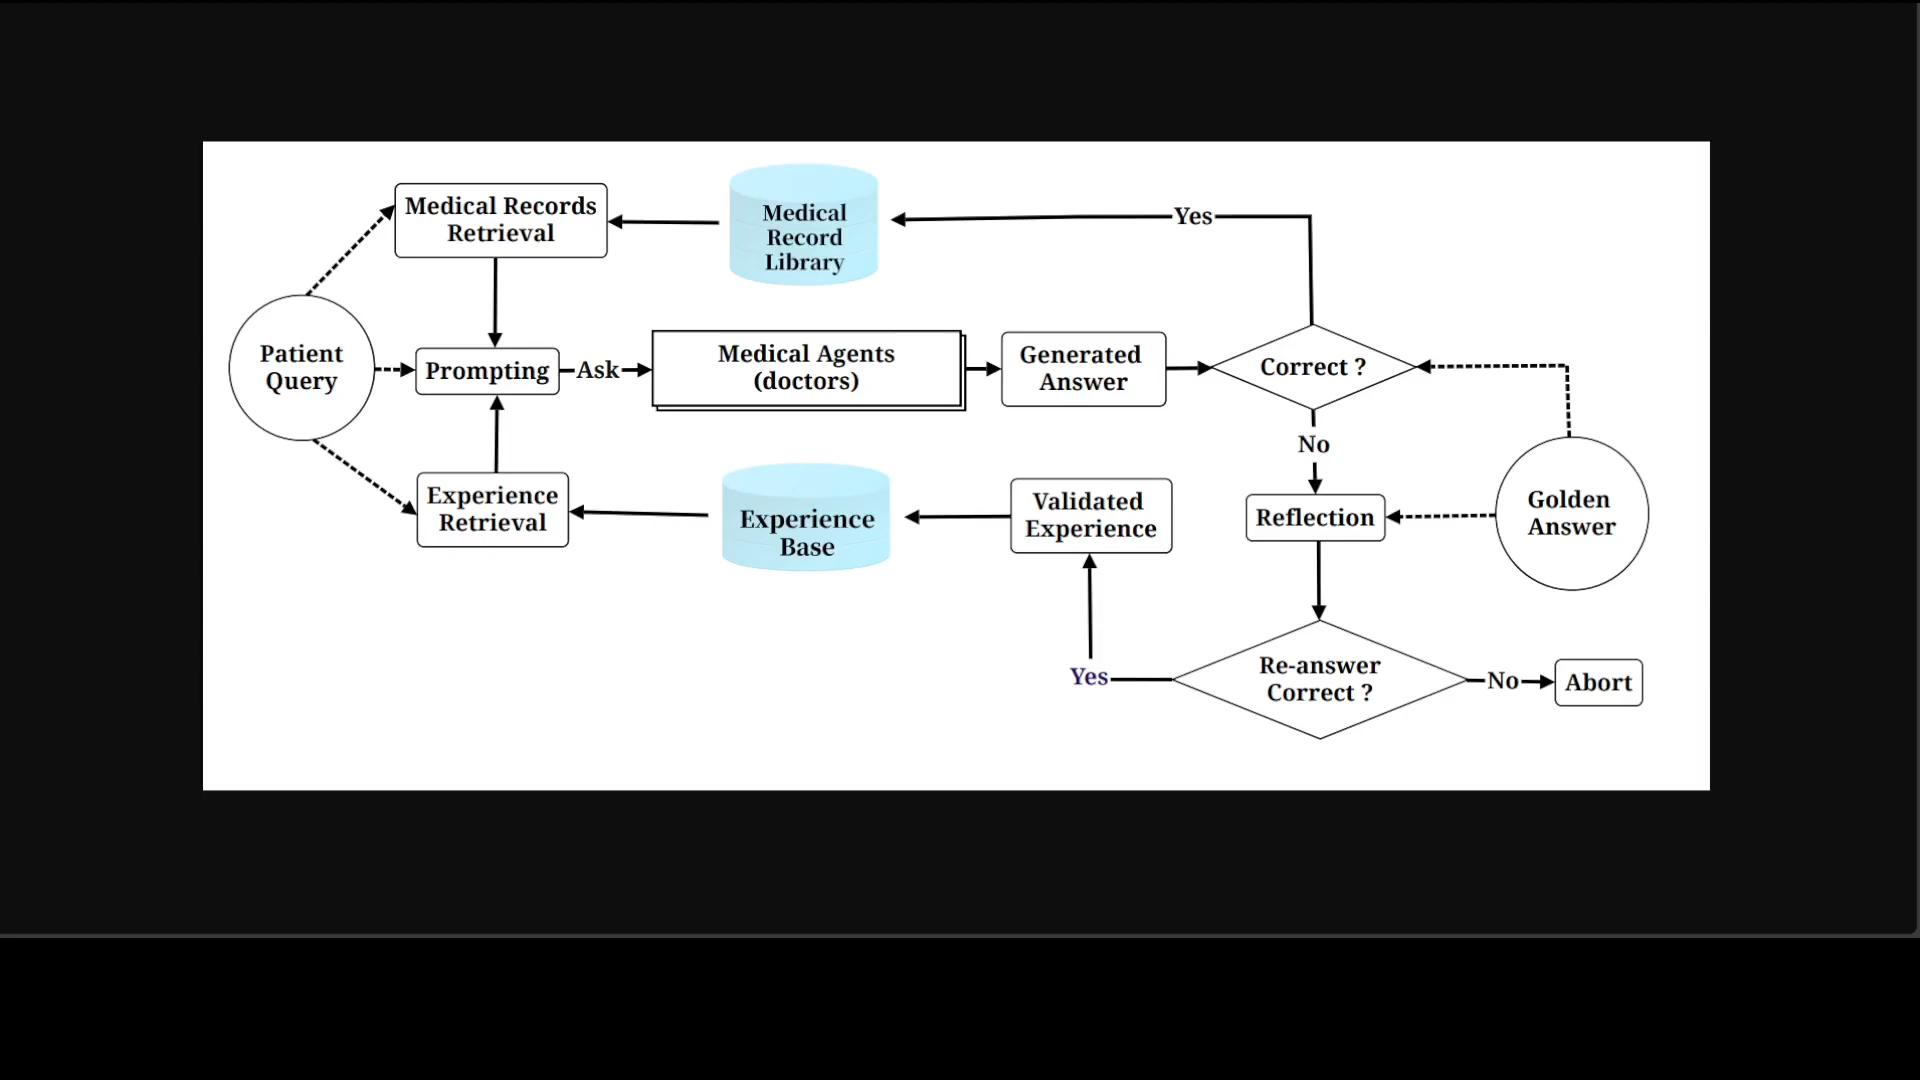 Medical Records
Retrieval
Medical
Record
Library
Yes
Patient
Query
Prompting
Ask
Medical Agents
(doctors)
Generated
Answer
Correct ?
No
Experience
Retrieval
Experience
Base
Validated
Experience
Reflection
Golden
Answer
Yes
Re-answer
Correct ?
No
Abort